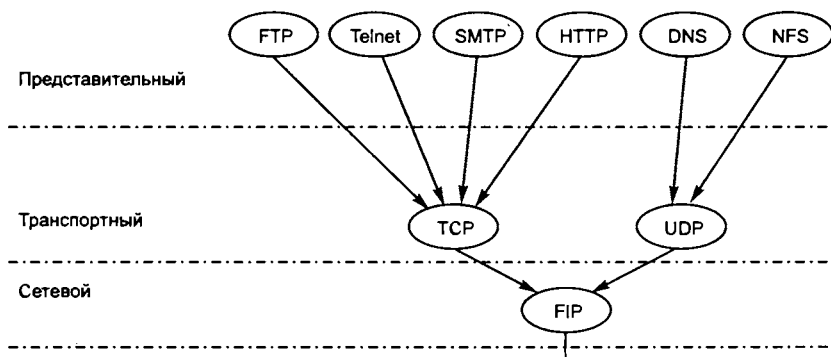 FTP Telnet SMTP HTTP DNS NFS
Представительный
Транспортный
TCP UDP
Сетевой
FIP